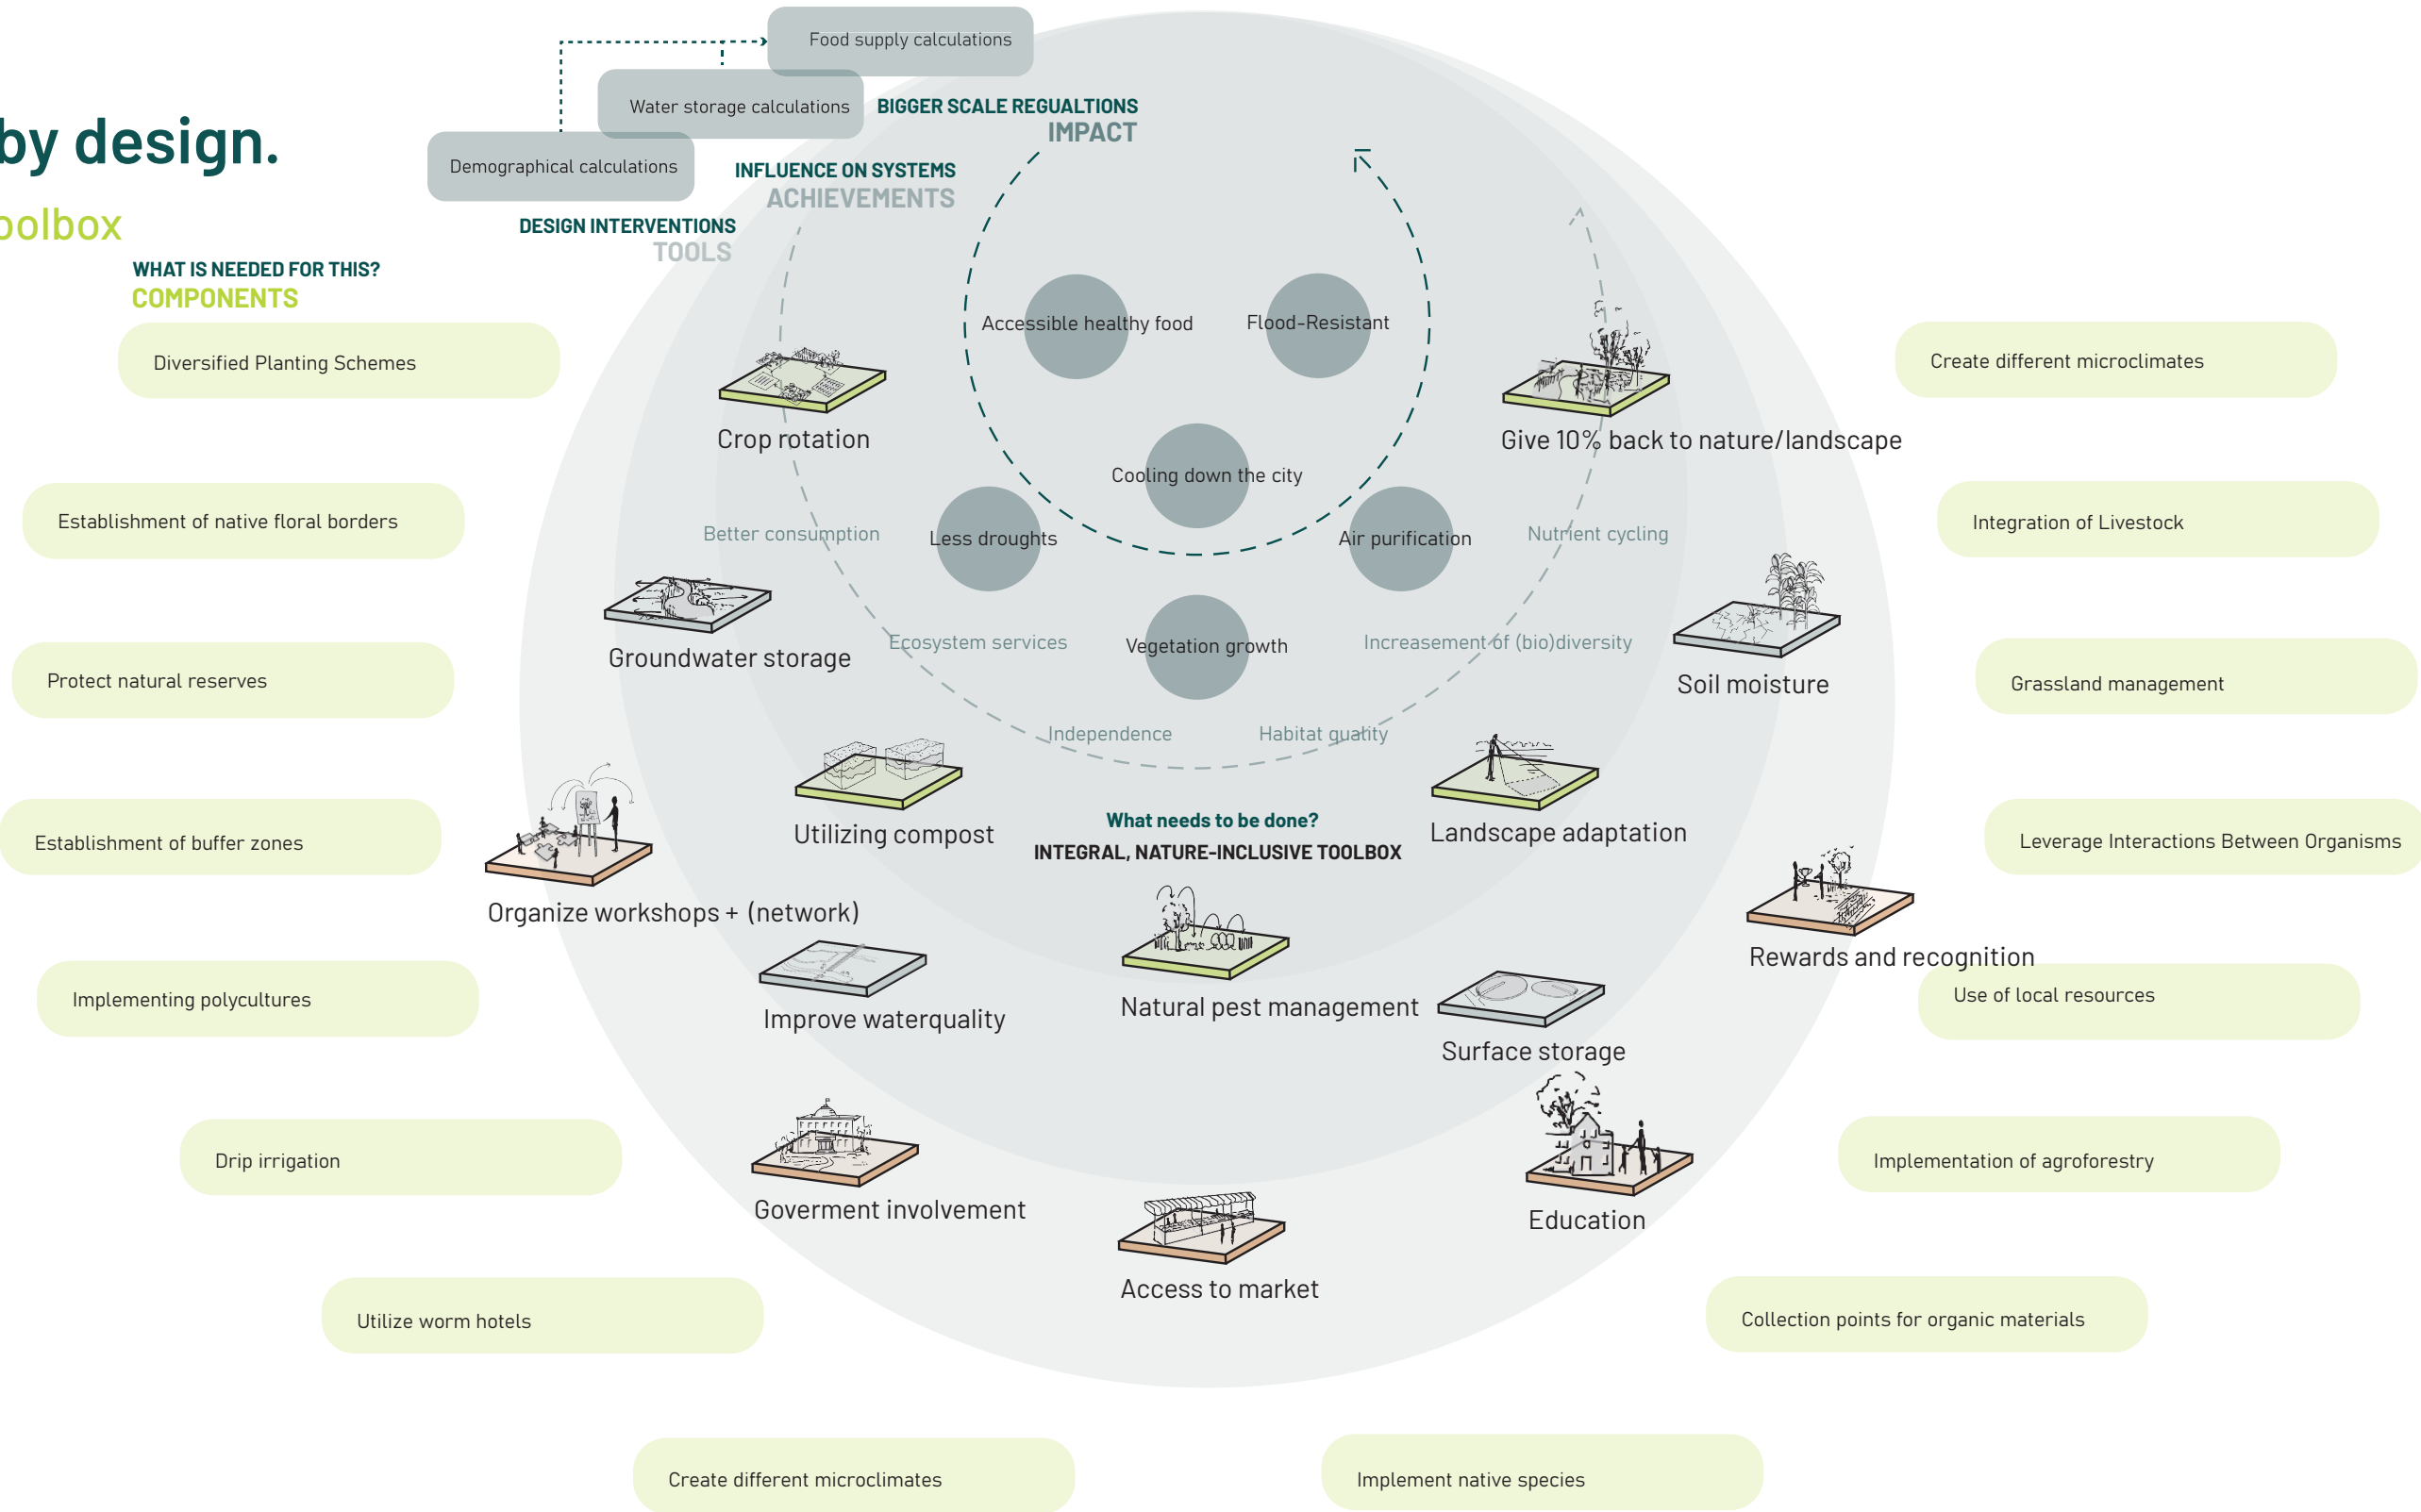 by design.
oolbox
Food supply calculations
Water storage calculations
Demographical calculations
BIGGER SCALE REGUALTIONS
IMPACT
INFLUENCE ON SYSTEMS
ACHIEVEMENTS
DESIGN INTERVENTIONS
TOOLS
WHAT IS NEEDED FOR THIS?
COMPONENTS
Diversified Planting Schemes
Establishment of native floral borders
Protect natural reserves
Establishment of buffer zones
Implementing polycultures
Drip irrigation
Utilize worm hotels
Create different microclimates
Accessible healthy food
Flood-Resistant
Cooling down the city
Less droughts
Air purification
Vegetation growth
Better consumption
Nutrient cycling
Ecosystem services
Increasement of (bio)diversity
Independence
Habitat quality
Crop rotation
Give 10% back to nature/landscape
Groundwater storage
Soil moisture
Utilizing compost
Landscape adaptation
What needs to be done?
INTEGRAL, NATURE-INCLUSIVE TOOLBOX
Organize workshops + (network)
Rewards and recognition
Improve waterquality
Natural pest management
Surface storage
Goverment involvement
Education
Access to market
Create different microclimates
Integration of Livestock
Grassland management
Leverage Interactions Between Organisms
Use of local resources
Implementation of agroforestry
Collection points for organic materials
Implement native species